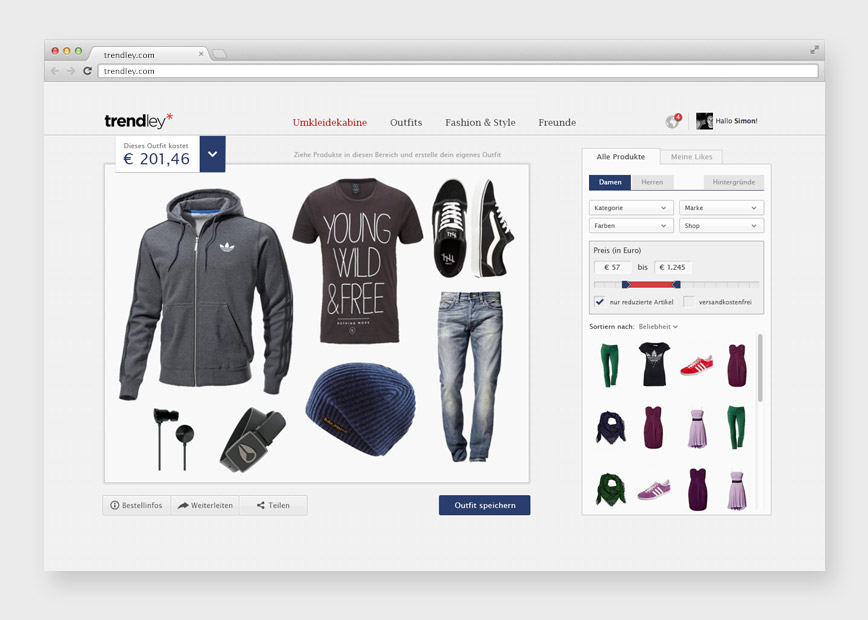 trendley.com
trendley.com
trendley*
Umkleidekabine
Outfits
Fashion & Style
Freunde
4
Hallo Simon!
Dieses Outfit kostet
€ 201,46
Ziehe Produkte in diesen Bereich und erstelle dein eigenes Outfit
Alle Produkte
Meine Likes
Damen
Herren
Hintergründe
Kategorie
Marke
Farben
Shop
Preis (in Euro)
€ 57 bis € 1.245
nur reduzierte Artikel
versandkostenfrei
Sortiern nach: Beliebheit
YOUNG
WILD
& FREE
NOTHING MORE
Bestellinfos
Weiterleiten
Teilen
Outfit speichern